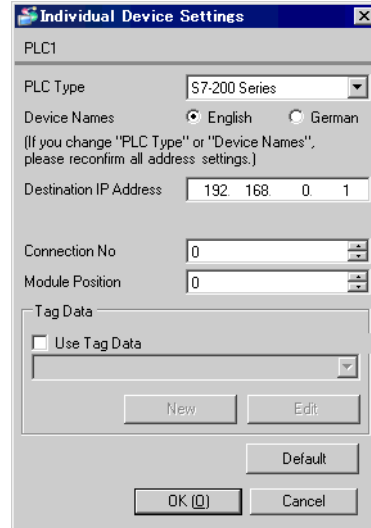 Individual Device Settings
PLC1
PLC Type S7-200 Series
Device Names English German
(If you change "PLC Type" or "Device Names",
please reconfirm all address settings.)
Destination IP Address 192. 168. 0. 1
Connection No 0
Module Position 0
Tag Data
Use Tag Data
New Edit
Default
OK (O) Cancel